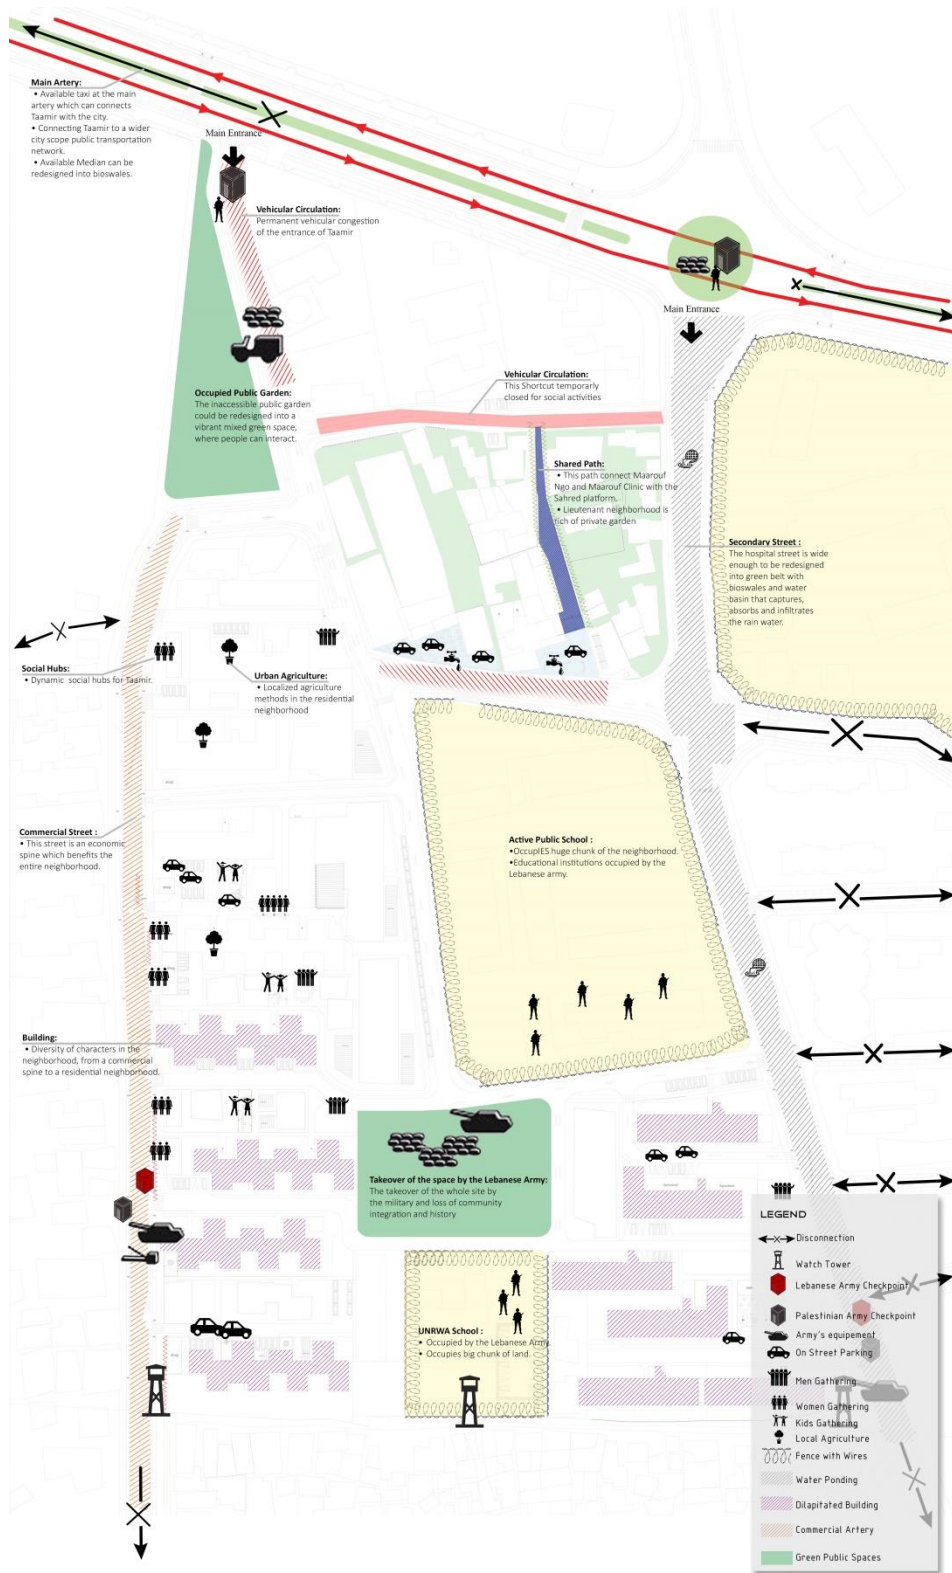 Main Artery:
• Available taxi at the main
artery which can connects
Taamir with the city.
• Connecting Taamir to a wider
city scope public transportation
network.
• Available Median can be
redesigned into bioswales.
Main Entrance
Vehicular Circulation:
Permanent vehicular congestion
of the entrance of Taamir
Main Entrance
Occupied Public Garden:
The inaccessible public garden
could be redesigned into a
vibrant mixed green space,
where people can interact.
Vehicular Circulation:
This Shortcut temporarly
closed for social activities
Shared Path:
• This path connect Maarouf
Ngo and Maarouf Clinic with the
Sahred platform.
• Lieutenant neighborhood is
rich of private garden
Secondary Street :
The hospital street is wide
enough to be redesigned
into green belt with
bioswales and water
basin that captures,
absorbs and infiltrates
the rain water.
Social Hubs:
• Dynamic social hubs for Taamir.
Urban Agriculture:
• Localized agriculture
methods in the residential
neighborhood
Commercial Street :
• This street is an economic
spine which benefits the
entire neighborhood.
Active Public School :
•OccupIES huge chunk of the neighborhood.
•Educational institutions occupied by the
Lebanese army.
Building:
• Diversity of characters in the
neighborhood, from a commercial
spine to a residential neighborhood.
Takeover of the space by the Lebanese Army:
The takeover of the whole site by
the military and loss of community
integration and history
UNRWA School :
• Occupied by the Lebanese Army
• Occupies big chunk of land.
LEGEND
Disconnection
Watch Tower
Lebanese Army Checkpoint
Palestinian Army Checkpoint
Army's equipement
On Street Parking
Men Gathering
Women Gathering
Kids Gathering
Local Agriculture
Fence with Wires
Water Ponding
Dilapitated Building
Commercial Artery
Green Public Spaces